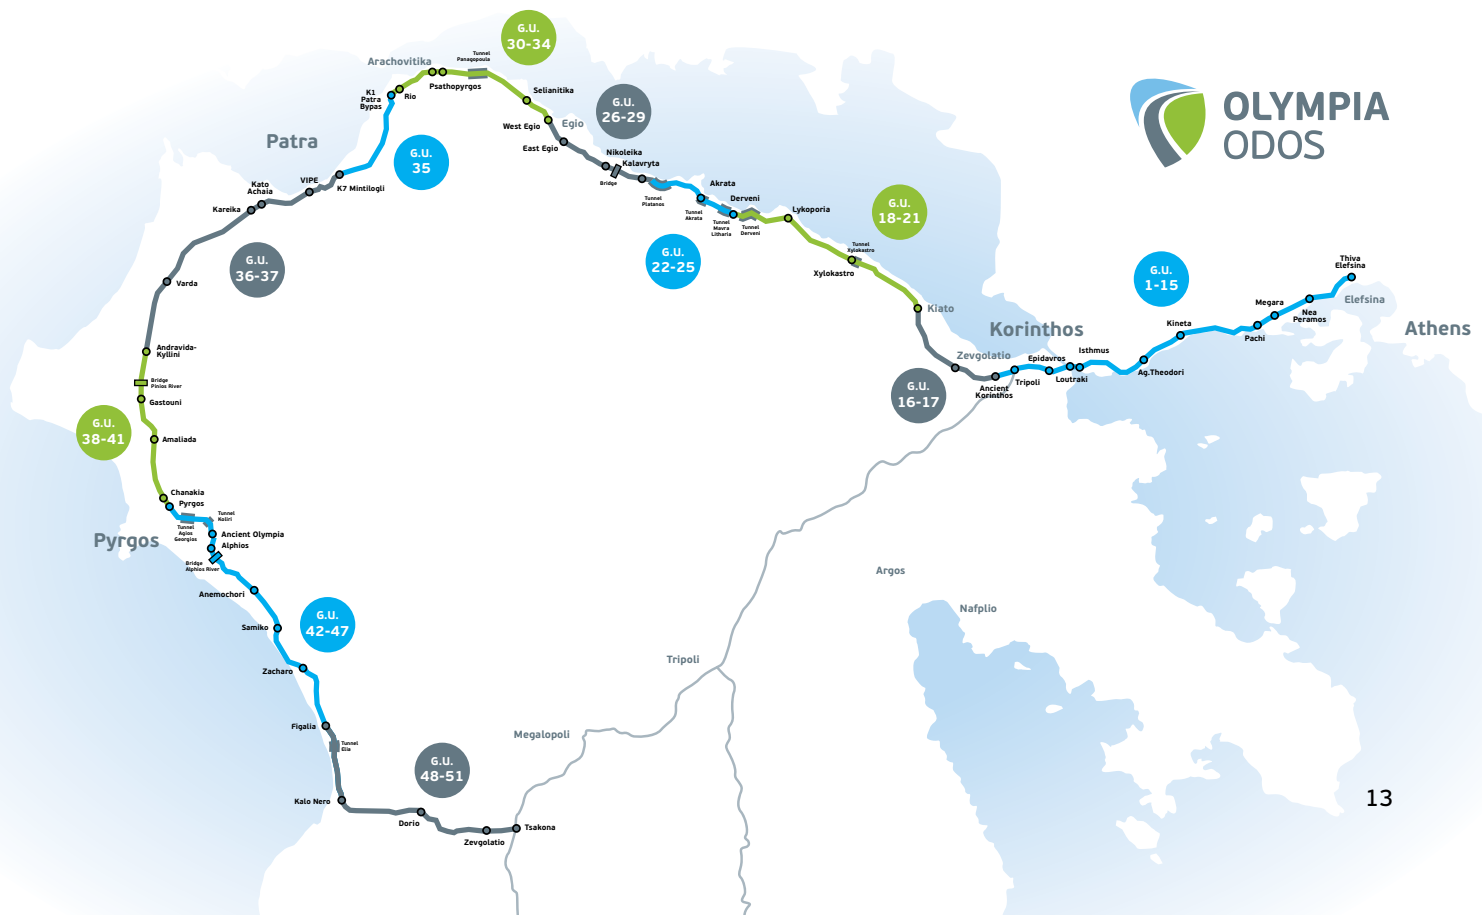 G.U.
30-34
Tunnel
Panagopoula
Arachovitika
Psathopyrgos
Rio
K1
Patra
Bypas
Selianitika
G.U.
26-29
West Egio
Egio
East Egio
OLYMPIA
ODOS
Patra
G.U.
35
Nikoleika
Kalavryta
Bridge
VIPE
K7 Mintilogli
Kato
Achaia
Kareika
Tunnel
Platanos
Akrata
Tunnel
Akrata
Derveni
Tunnel
Mavra
Litharia
Tunnel
Derveni
Lykoporia
G.U.
18-21
G.U.
36-37
G.U.
22-25
Tunnel
Xylokastro
Xylokastro
Varda
G.U.
1-15
Thiva
Elefsina
Elefsina
Megara
Nea
Peramos
Kineta
Pachi
Athens
Kiato
Korinthos
Zevgolatio
Epidavros
Isthmus
Tripoli
Loutraki
Ag.Theodori
Ancient
Korinthos
G.U.
16-17
Andravida-
Kyllini
Bridge
Pinios River
Gastouni
G.U.
38-41
Amaliada
Chanakia
Pyrgos
Tunnel
Koliri
Tunnel
Agios
Georgios
Pyrgos
Ancient Olympia
Alphios
Bridge
Alphios River
Anemochori
Argos
Nafplio
G.U.
42-47
Samiko
Zacharo
Tripoli
Figalia
Tunnel
Elia
Megalopoli
G.U.
48-51
Kalo Nero
Dorio
Zevgolatio
Tsakona
13